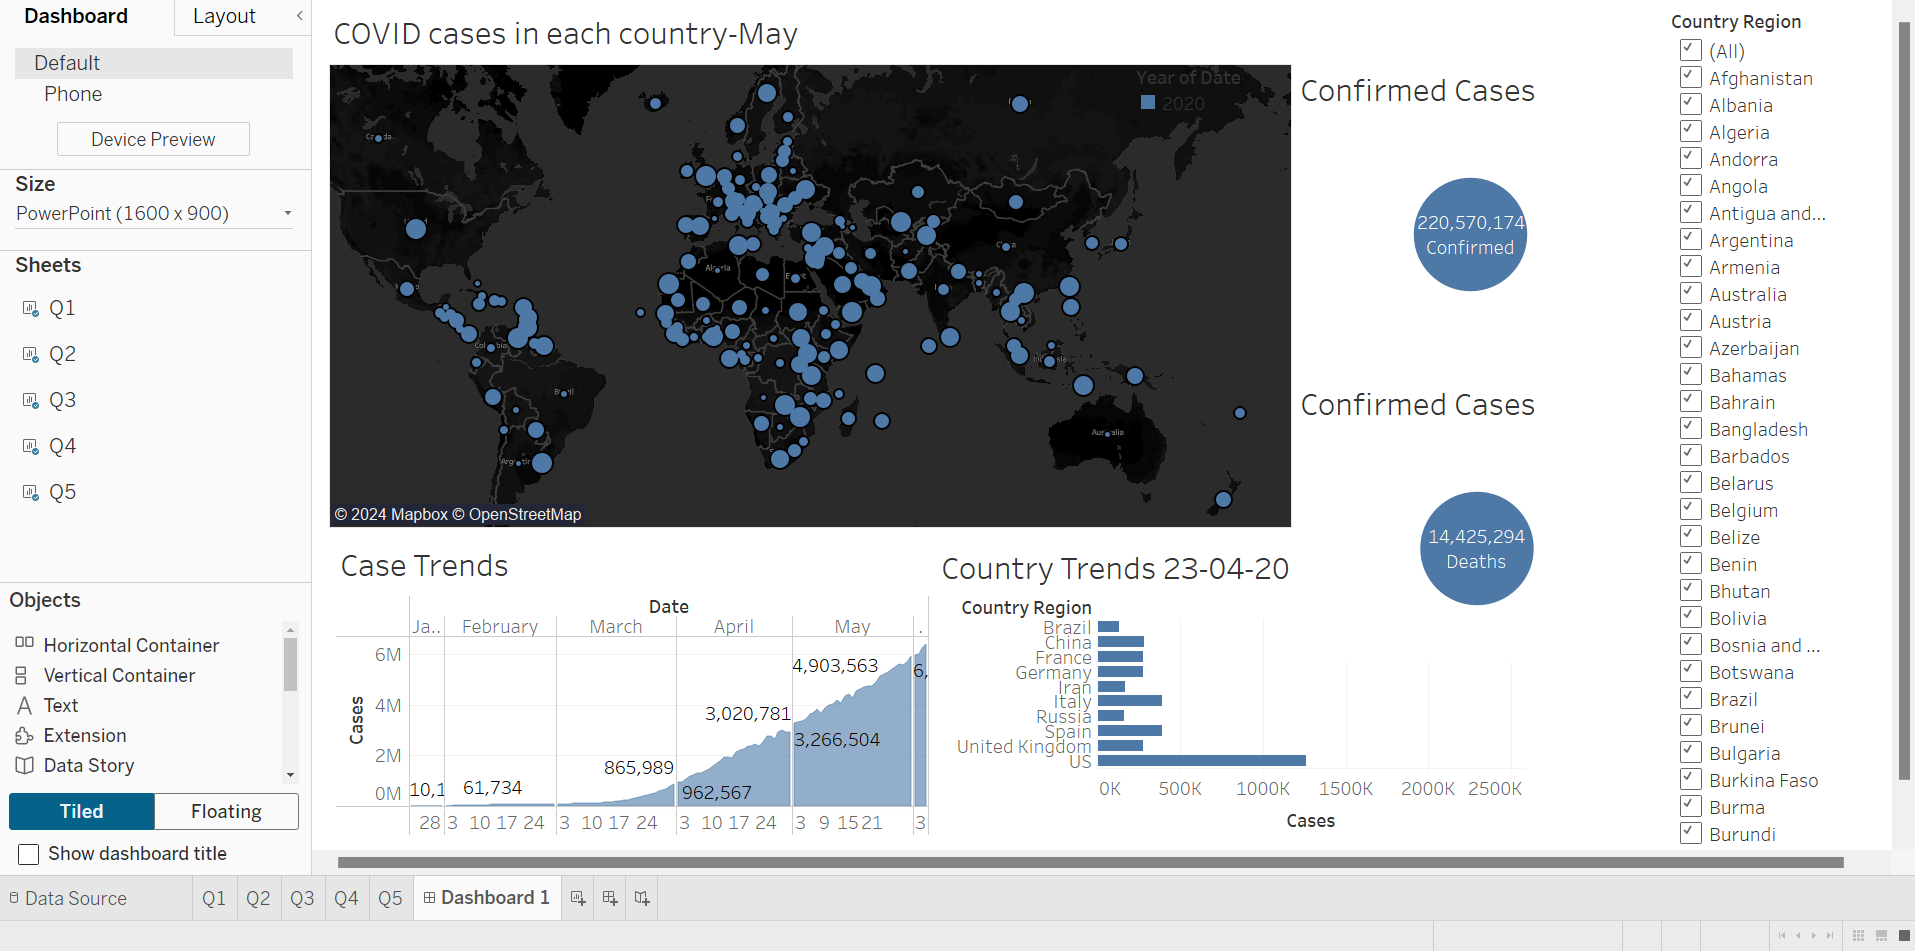 Dashboard
Layout
Default
Phone
Device Preview
Size
PowerPoint (1600 x 900)
Sheets
Q1
Q2
Q3
Q4
Q5
Objects
Horizontal Container
Vertical Container
Text
Extension
Data Story
Tiled
Floating
Show dashboard title
COVID cases in each country-May
Year of Date
2020
© 2024 Mapbox © OpenStreetMap
Confirmed Cases
220,570,174
Confirmed
Confirmed Cases
14,425,294
Deaths
Case Trends
Date
Ja..
February
March
April
May
.
6M
4M
2M
0M
Cases
10,1
61,734
865,989
962,567
3,020,781
3,266,504
4,903,563
6,
28 3 10 17 24 3 10 17 24 3 10 17 24 3 9 15 21 3
Country Trends 23-04-20
Country Region
Brazil
China
France
Germany
Iran
Italy
Russia
Spain
United Kingdom
US
0K 500K 1000K 1500K 2000K 2500K
Cases
Country Region
(All)
Afghanistan
Albania
Algeria
Andorra
Angola
Antigua and...
Argentina
Armenia
Australia
Austria
Azerbaijan
Bahamas
Bahrain
Bangladesh
Barbados
Belarus
Belgium
Belize
Benin
Bhutan
Bolivia
Bosnia and ...
Botswana
Brazil
Brunei
Bulgaria
Burkina Faso
Burma
Burundi
Data Source
Q1
Q2
Q3
Q4
Q5
Dashboard 1